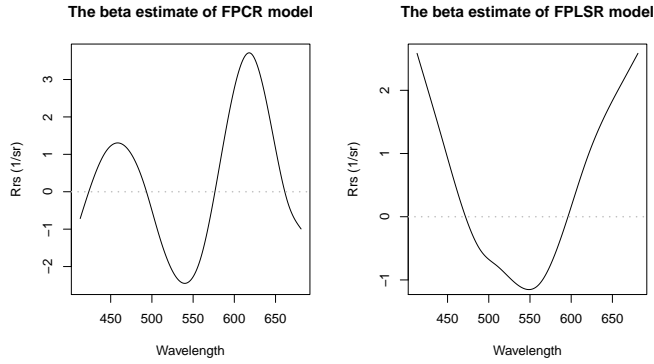 The beta estimate of FPCR model
Rrs (1/sr)
3
2
1
0
−1
−2
450 500 550 600 650
Wavelength
The beta estimate of FPLSR model
Rrs (1/sr)
2
1
0
−1
450 500 550 600 650
Wavelength